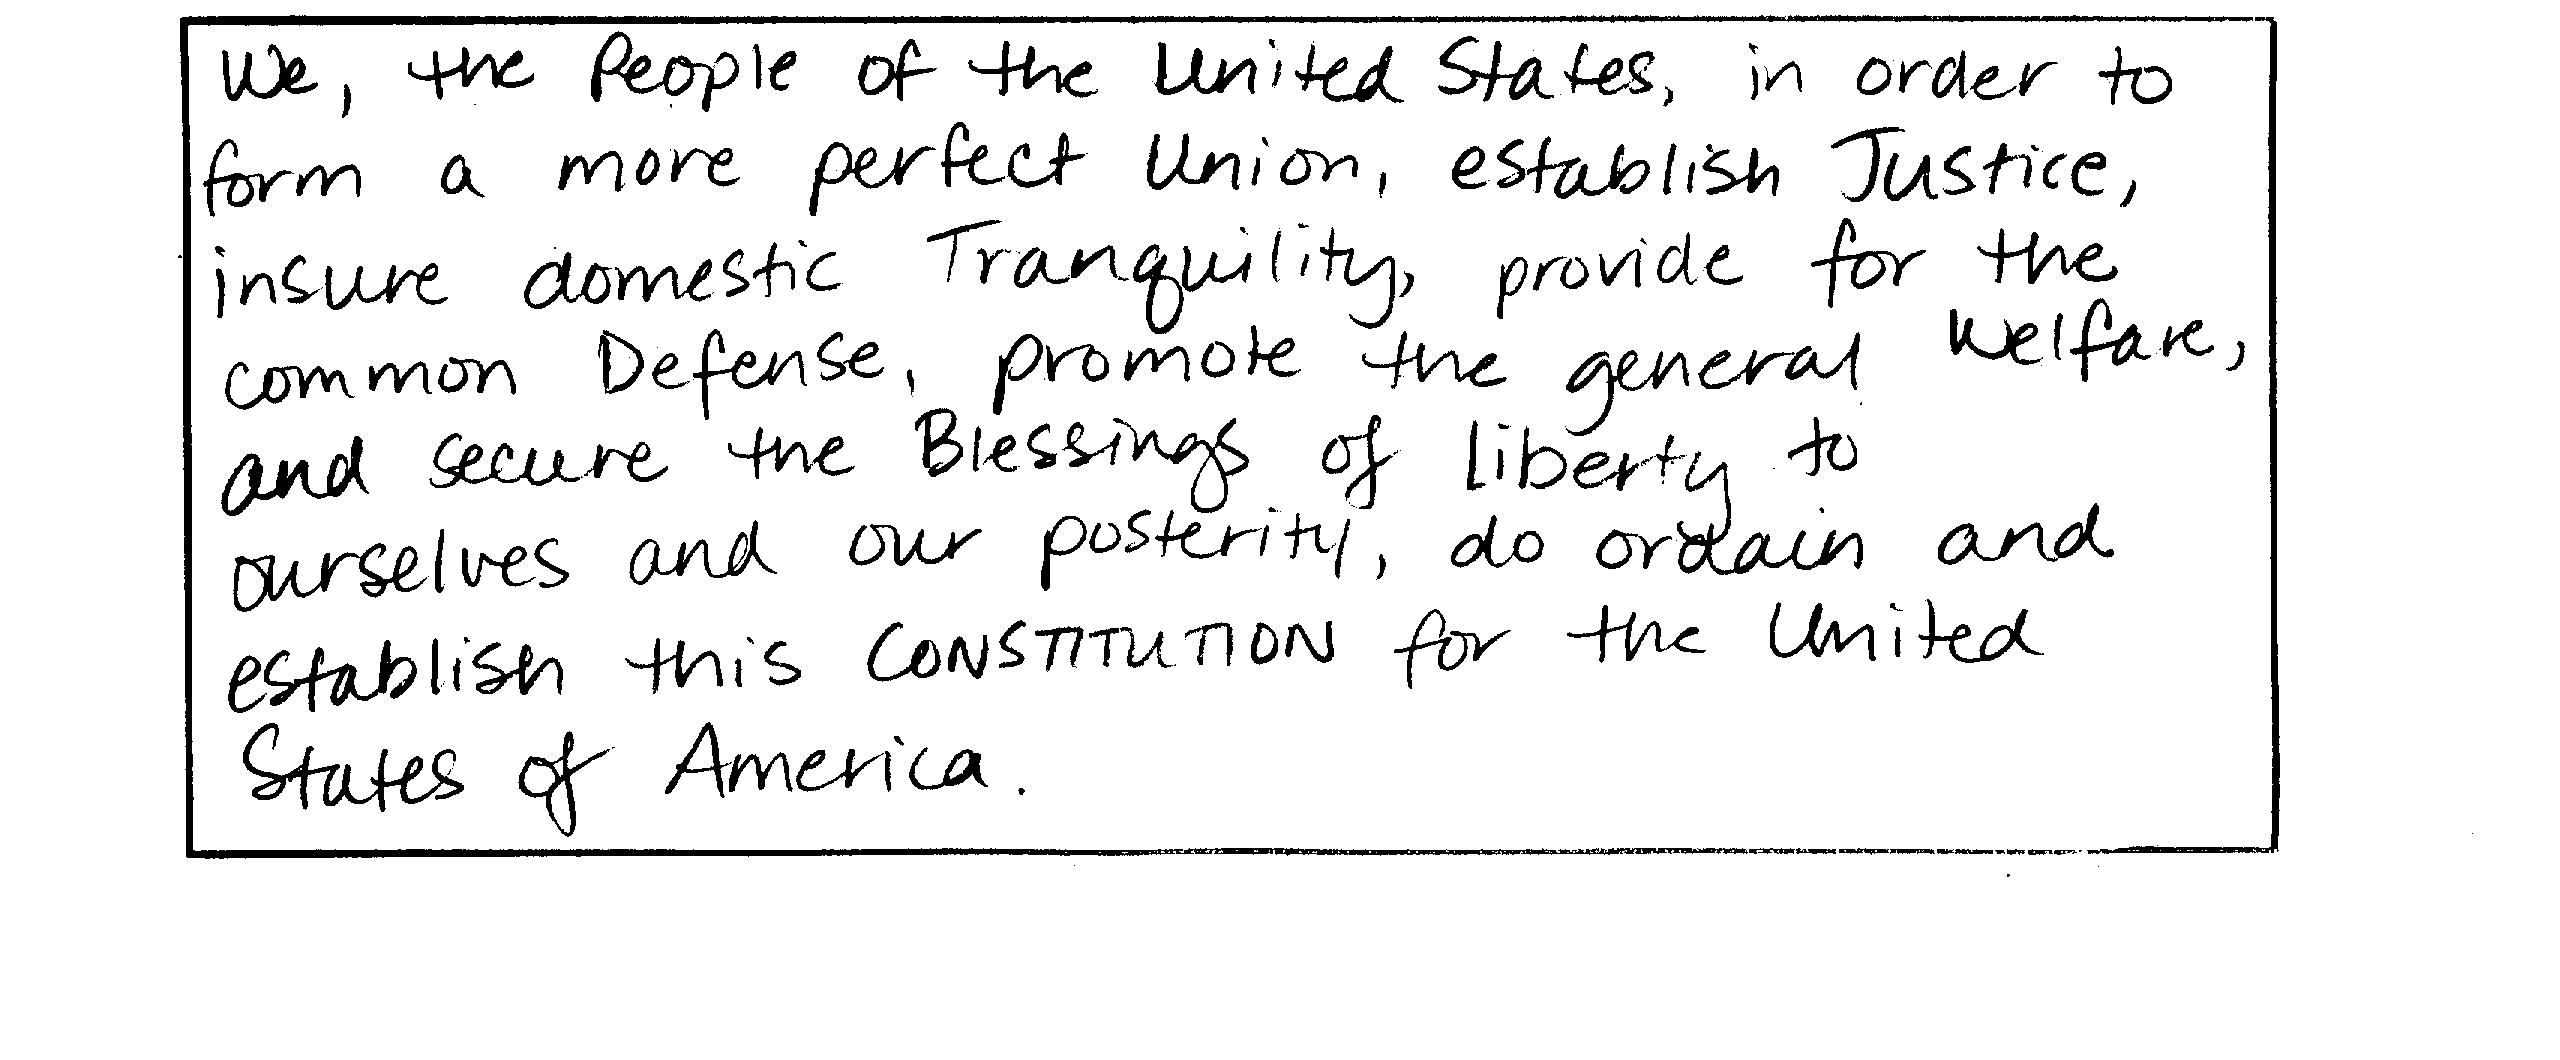 We, the People of the United States, in order to
form a more perfect Union, establish Justice,
insure domestic Tranquility, provide for the
common Defense, promote the general Welfare,
and secure the Blessings of liberty to
ourselves and our posterity, do ordain and
establish this CONSTITUTION for the United
States of America.